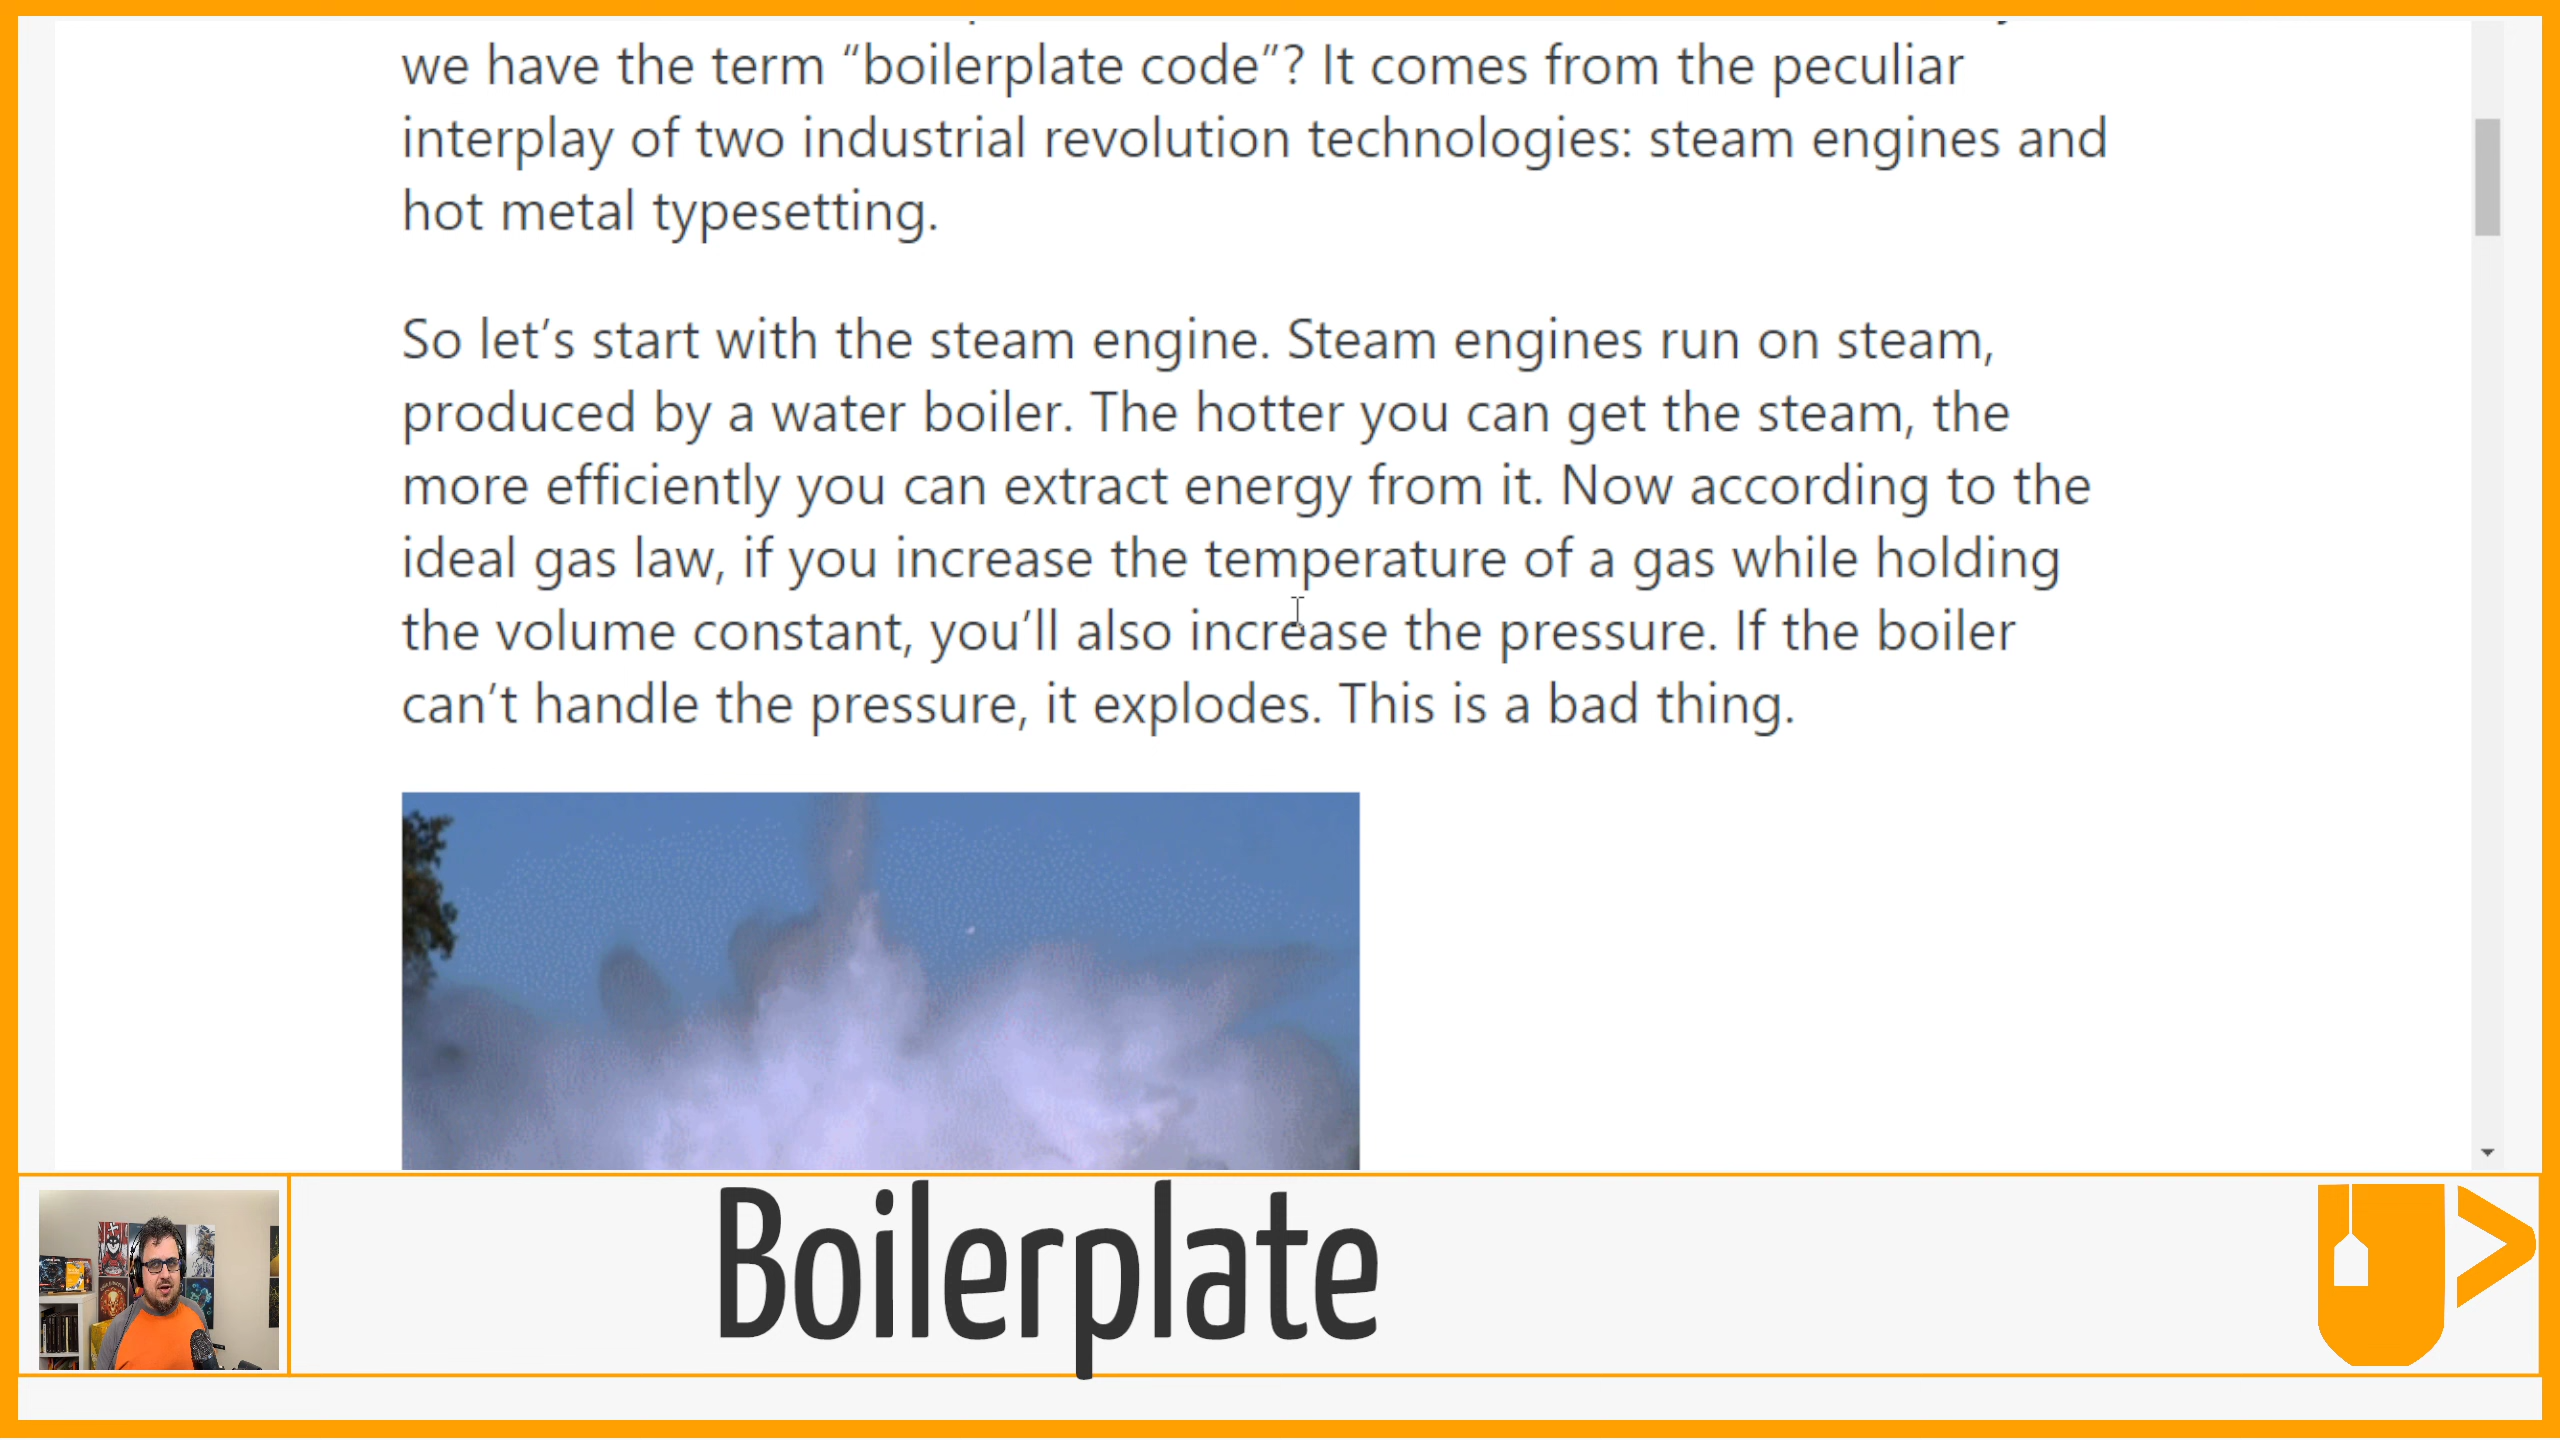 we have the term “boilerplate code”? It comes from the peculiar
interplay of two industrial revolution technologies: steam engines and
hot metal typesetting.
So let’s start with the steam engine. Steam engines run on steam,
produced by a water boiler. The hotter you can get the steam, the
more efficiently you can extract energy from it. Now according to the
ideal gas law, if you increase the temperature of a gas while holding
the volume constant, you’ll also increase the pressure. If the boiler
can’t handle the pressure, it explodes. This is a bad thing.
Boilerplate